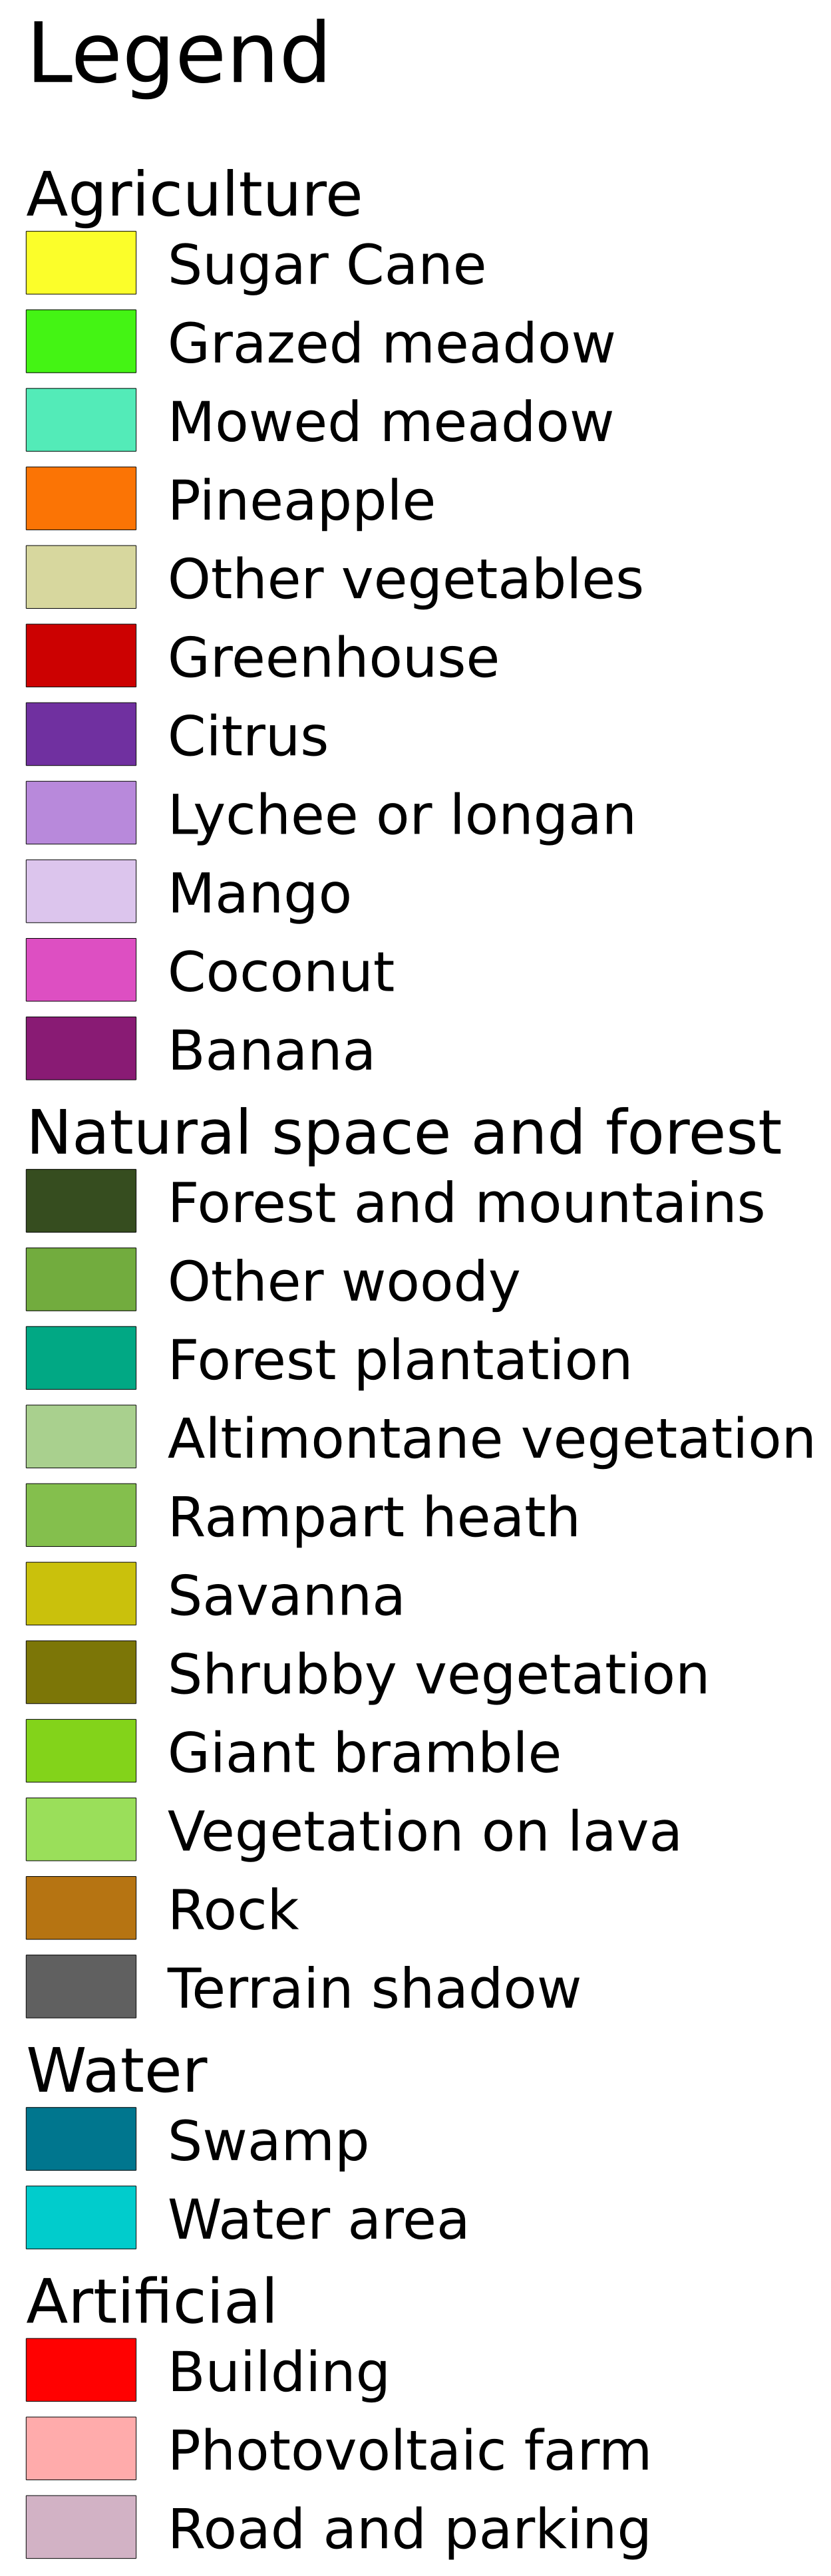 Legend
Agriculture
Sugar Cane
Grazed meadow
Mowed meadow
Pineapple
Other vegetables
Greenhouse
Citrus
Lychee or longan
Mango
Coconut
Banana
Natural space and forest
Forest and mountains
Other woody
Forest plantation
Altimontane vegetation
Rampart heath
Savanna
Shrubby vegetation
Giant bramble
Vegetation on lava
Rock
Terrain shadow
Water
Swamp
Water area
Artificial
Building
Photovoltaic farm
Road and parking